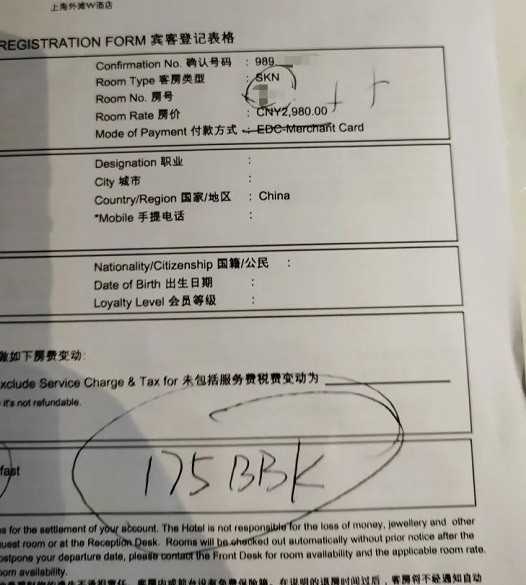 上海外滩W酒店
REGISTRATION FORM 宾客登记表格
Confirmation No. 确认号码 : 989
Room Type 客房类型 : SKN
Room No. 房号 :
Room Rate 房价 : CNY2,980.00 ++
Mode of Payment 付款方式 : EDC-Merchant Card
Designation 职业 :
City 城市 :
Country/Region 国家/地区 : China
*Mobile 手提电话 :
Nationality/Citizenship 国籍/公民 :
Date of Birth 出生日期 :
Loyalty Level 会员等级 :
做如下房费变动:
xclude Service Charge & Tax for 未包括服务费税费变动为
it's not refundable.
fast
175 BBK
s for the settlement of your account. The Hotel is not responsible for the loss of money, jewellery and other
uest room or at the Reception Desk. Rooms will be checked out automatically without prior notice after the
ostpone your departure date, please contact the Front Desk for room availability and the applicable room rate.
oom availability.